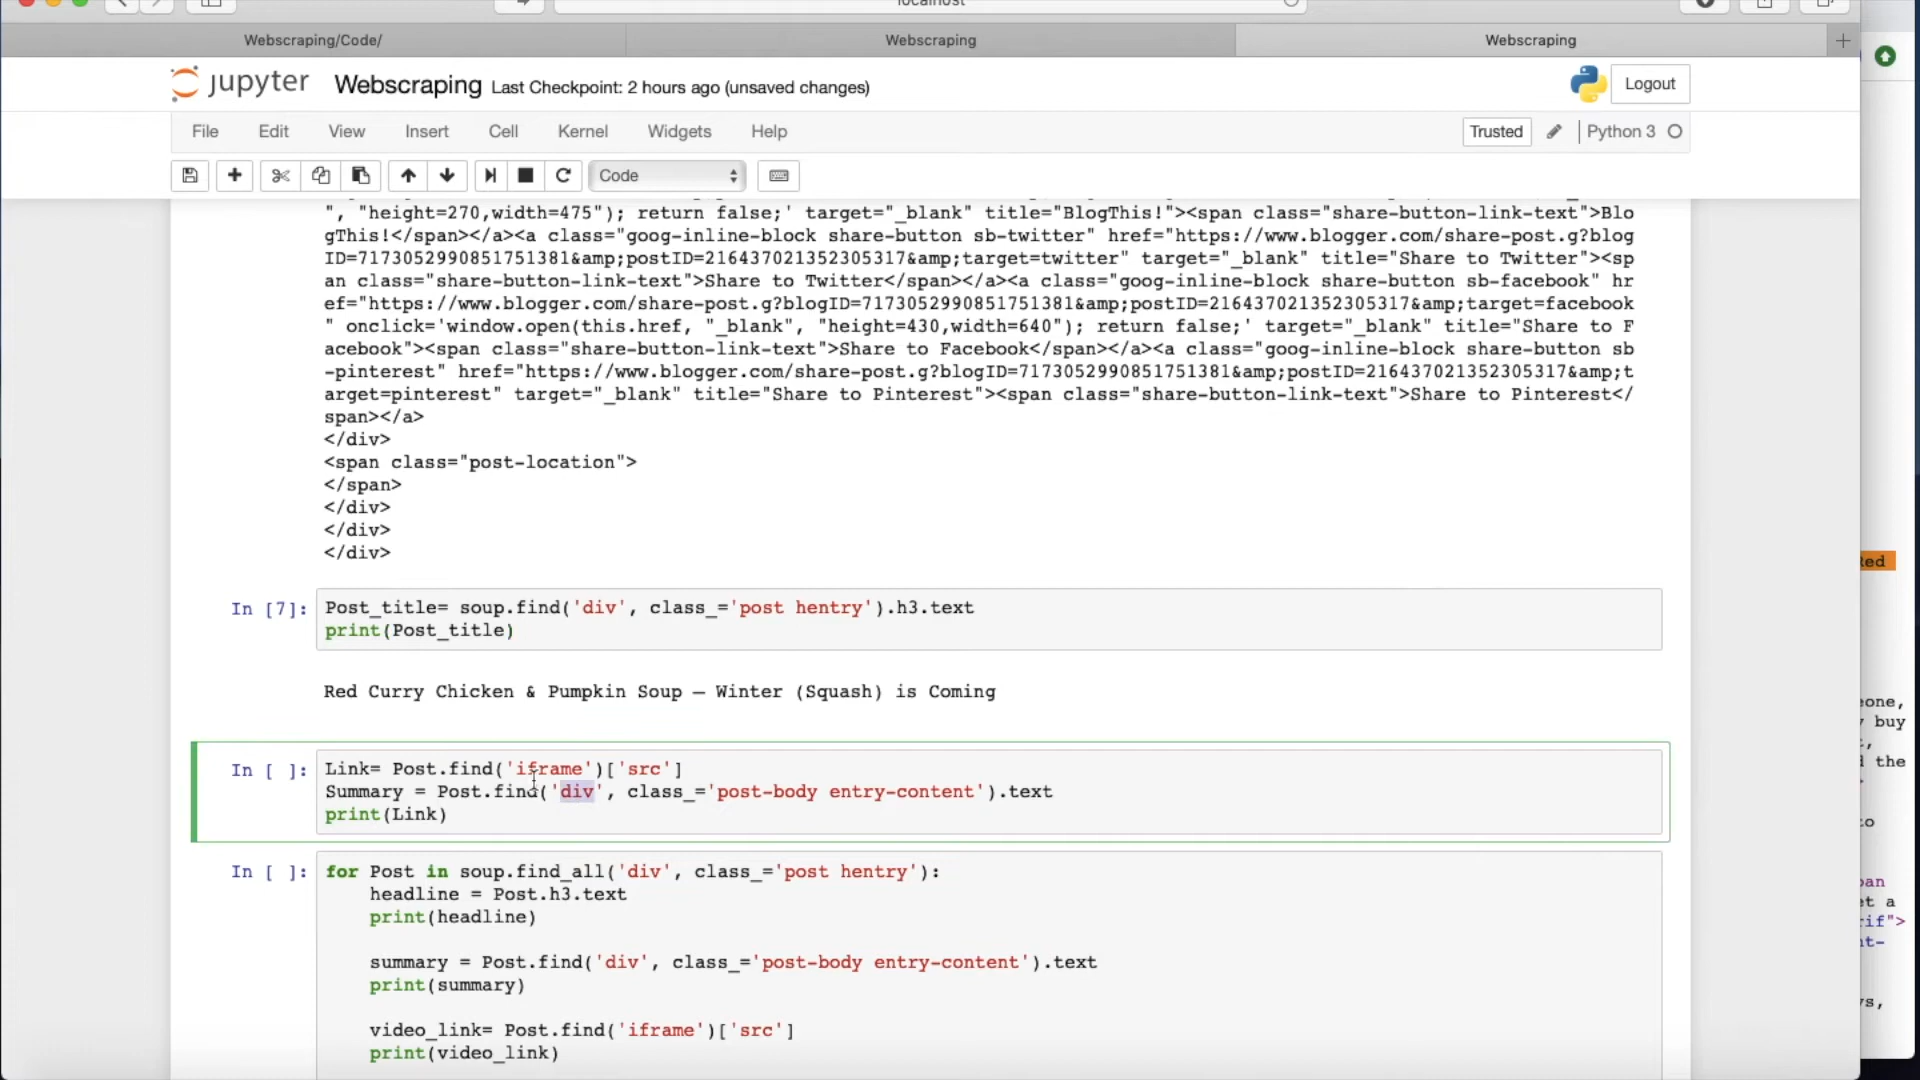 localhost
Webscraping/Code/
Webscraping
Webscraping
+
jupyter Webscraping Last Checkpoint: 2 hours ago (unsaved changes)
Logout
File Edit View Insert Cell Kernel Widgets Help
Trusted
Python 3
Code
", "height=270,width=475"); return false;' target="_blank" title="BlogThis!"><span class="share-button-link-text">Blo
gThis!</span></a><a class="goog-inline-block share-button sb-twitter" href="https://www.blogger.com/share-post.g?blog
ID=7173052990851751381&amp;postID=216437021352305317&amp;target=twitter" target="_blank" title="Share to Twitter"><sp
an class="share-button-link-text">Share to Twitter</span></a><a class="goog-inline-block share-button sb-facebook" hr
ef="https://www.blogger.com/share-post.g?blogID=7173052990851751381&amp;postID=216437021352305317&amp;target=facebook
" onclick='window.open(this.href, "_blank", "height=430,width=640"); return false;' target="_blank" title="Share to F
acebook"><span class="share-button-link-text">Share to Facebook</span></a><a class="goog-inline-block share-button sb
-pinterest" href="https://www.blogger.com/share-post.g?blogID=7173052990851751381&amp;postID=216437021352305317&amp;t
arget=pinterest" target="_blank" title="Share to Pinterest"><span class="share-button-link-text">Share to Pinterest</
span></a>
</div>
<span class="post-location">
</span>
</div>
</div>
</div>
In [7]: Post_title= soup.find('div', class_='post hentry').h3.text
print(Post_title)
Red Curry Chicken & Pumpkin Soup — Winter (Squash) is Coming
In [ ]: Link= Post.find('iframe')['src']
Summary = Post.find('div', class_='post-body entry-content').text
print(Link)
In [ ]: for Post in soup.find_all('div', class_='post hentry'):
headline = Post.h3.text
print(headline)
summary = Post.find('div', class_='post-body entry-content').text
print(summary)
video_link= Post.find('iframe')['src']
print(video_link)
eone,
buy
the
et a
rif">